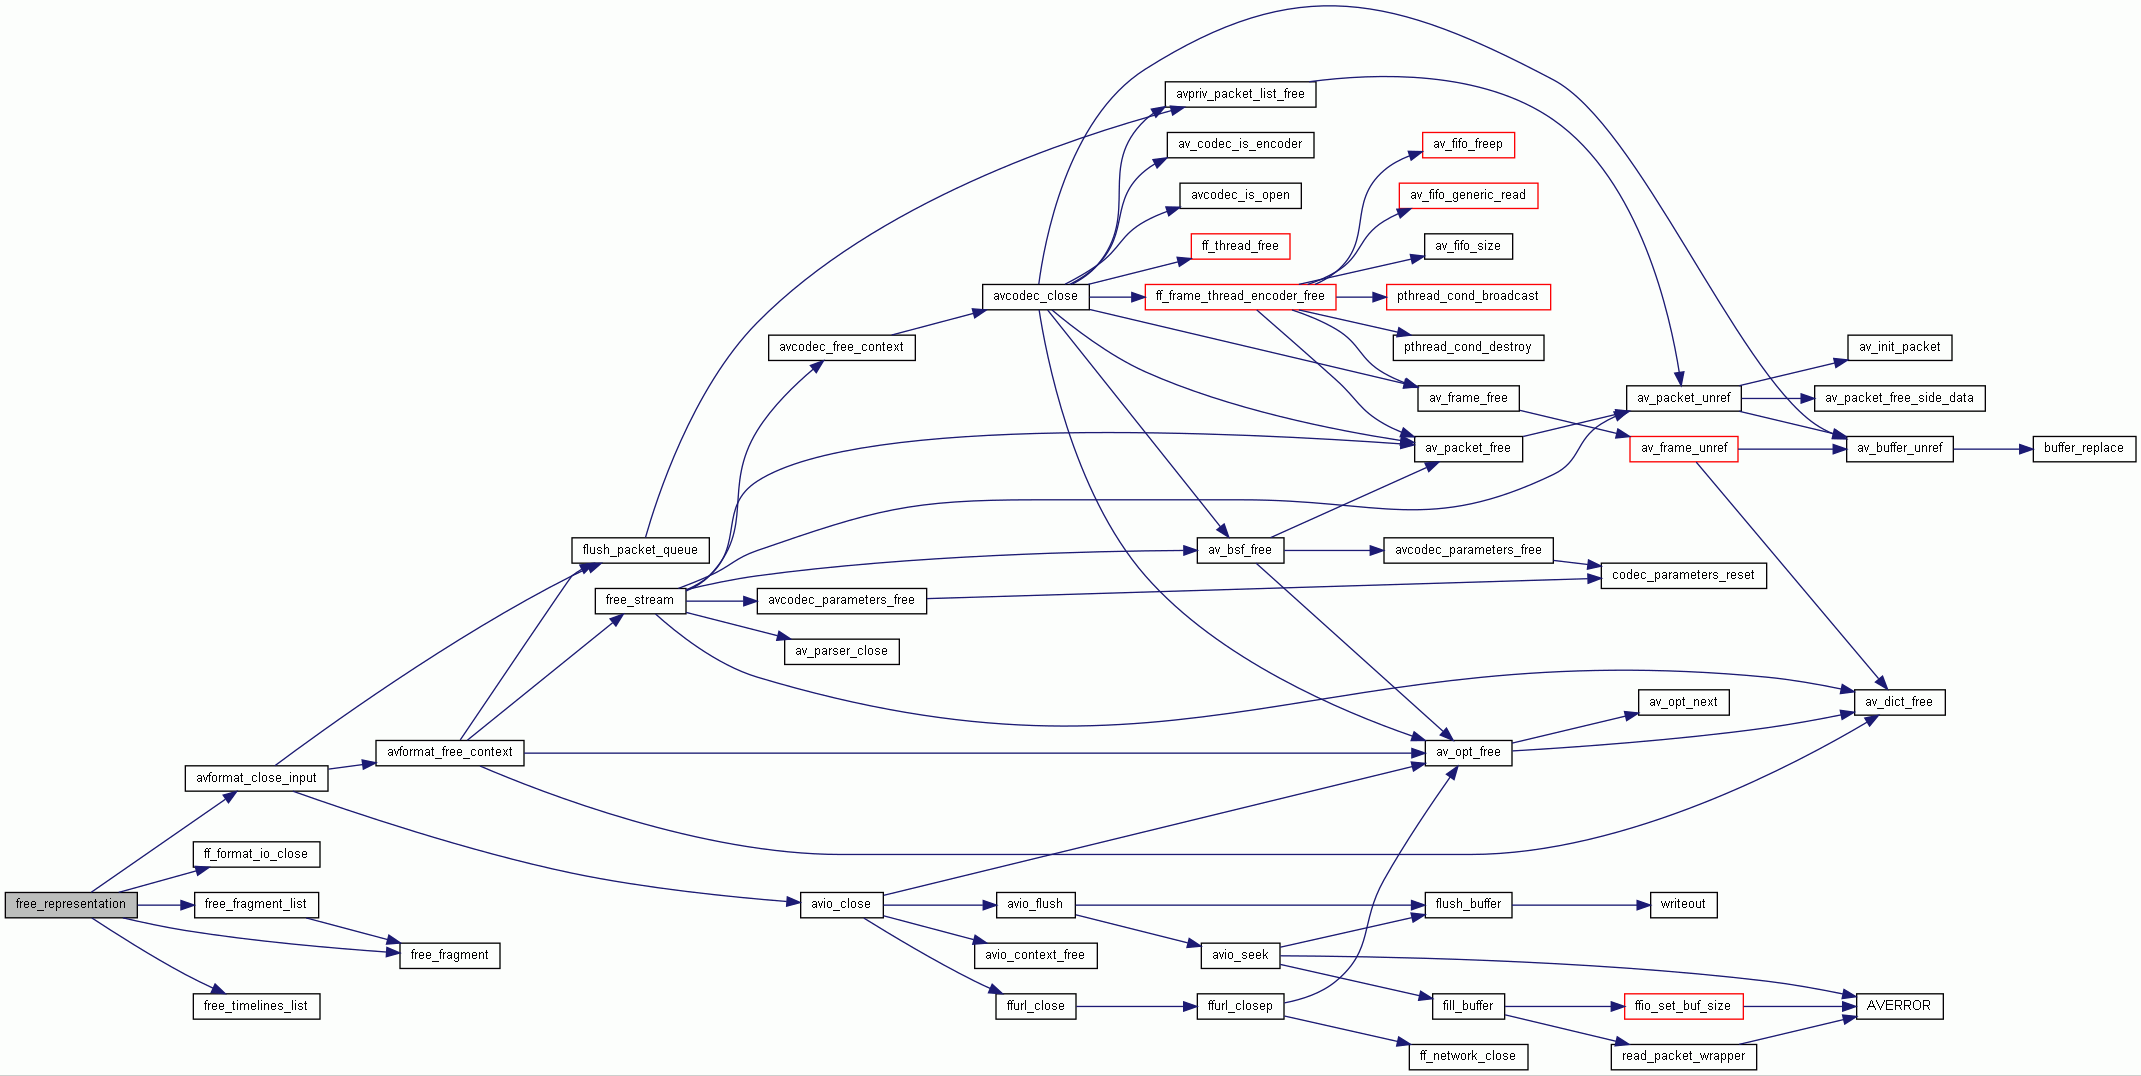 avpriv_packet_list_free
av_codec_is_encoder
av_fifo_freep
avcodec_is_open
av_fifo_generic_read
ff_thread_free
av_fifo_size
avcodec_close
ff_frame_thread_encoder_free
pthread_cond_broadcast
avcodec_free_context
pthread_cond_destroy
av_init_packet
av_frame_free
av_packet_unref
av_packet_free_side_data
av_packet_free
av_frame_unref
av_buffer_unref
buffer_replace
flush_packet_queue
av_bsf_free
avcodec_parameters_free
codec_parameters_reset
free_stream
avcodec_parameters_free
av_parser_close
av_opt_next
av_dict_free
avformat_free_context
av_opt_free
avformat_close_input
ff_format_io_close
free_representation
free_fragment_list
avio_close
avio_flush
flush_buffer
writeout
free_fragment
avio_context_free
avio_seek
free_timelines_list
ffurl_close
ffurl_closep
fill_buffer
ffio_set_buf_size
AVERROR
ff_network_close
read_packet_wrapper